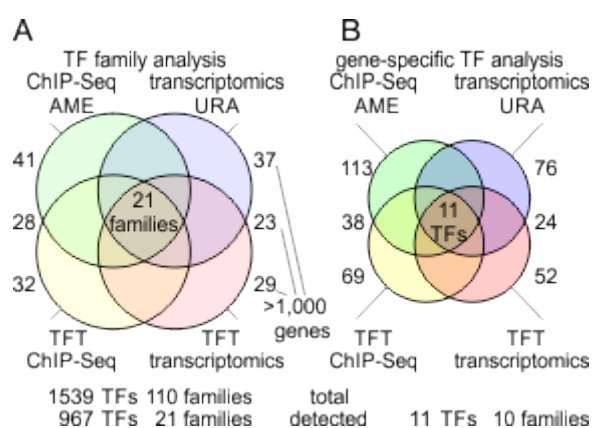 A
B
TF family analysis
ChIP-Seq transcriptomics
AME URA
41 37
21
families
28 23
32 29
>1,000
genes
TFT TFT
ChIP-Seq transcriptomics
gene-specific TF analysis
ChIP-Seq transcriptomics
AME URA
113 76
11
TFs
38 24
69 52
TFT TFT
ChIP-Seq transcriptomics
1539 TFs 110 families total
967 TFs 21 families detected 11 TFs 10 families